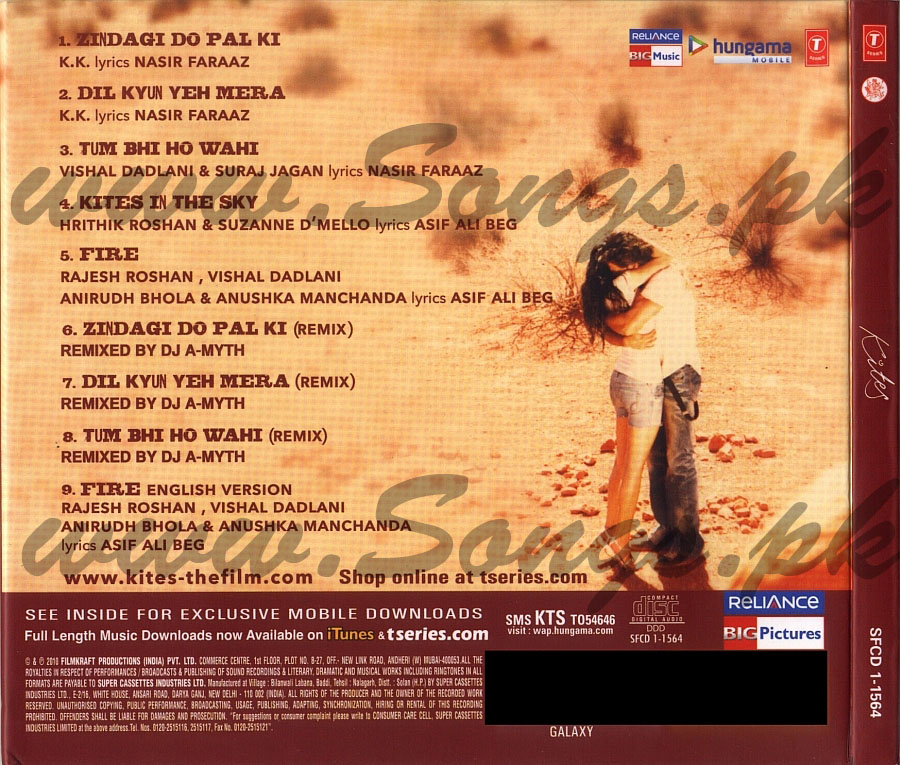 1. ZINDAGI DO PAL KI
K.K. lyrics NASIR FARAAZ
2. DIL KYUN YEH MERA
K.K. lyrics NASIR FARAAZ
3. TUM BHI HO WAHI
VISHAL DADLANI & SURAJ JAGAN lyrics NASIR FARAAZ
4. KITES IN THE SKY
HRITHIK ROSHAN & SUZANNE D'MELLO lyrics ASIF ALI BEG
5. FIRE
RAJESH ROSHAN , VISHAL DADLANI
ANIRUDH BHOLA & ANUSHKA MANCHANDA lyrics ASIF ALI BEG
6. ZINDAGI DO PAL KI (REMIX)
REMIXED BY DJ A-MYTH
7. DIL KYUN YEH MERA (REMIX)
REMIXED BY DJ A-MYTH
8. TUM BHI HO WAHI (REMIX)
REMIXED BY DJ A-MYTH
9. FIRE ENGLISH VERSION
RAJESH ROSHAN , VISHAL DADLANI
ANIRUDH BHOLA & ANUSHKA MANCHANDA
lyrics ASIF ALI BEG
www.kites-thefilm.com Shop online at tseries.com
RELIANCE
BIG Music
hungama
MOBILE
T
SERIES
www.Songs.pk
www.Songs.pk
SEE INSIDE FOR EXCLUSIVE MOBILE DOWNLOADS
Full Length Music Downloads now Available on iTunes & tseries.com
SMS KTS TO54646
visit : wap.hungama.com
COMPACT
disc
DIGITAL AUDIO
DDD
SFCD 1-1564
RELIANCE
BIG Pictures
© & ℗ 2010 FILMKRAFT PRODUCTIONS (INDIA) PVT. LTD. COMMERCE CENTRE, 1st FLOOR, PLOT NO. B-27, OFF.- NEW LINK ROAD, ANDHERI (W) MUBAI-400053.ALL THE
ROYALTIES IN RESPECT OF PERFORMANCES / BROADCASTS & PUBLISHING OF SOUND RECORDINGS & LITERARY, DRAMATIC AND MUSICAL WORKS INCLUDING RINGTONES IN ALL
FORMATS ARE PAYABLE TO SUPER CASSETTES INDUSTRIES LTD. Manufactured at Village : Bilanwali Labana, Baddi, Tehsil : Nalagarh, Distt. : Solan (H.P.) BY SUPER CASSETTES
INDUSTRIES LTD., E-2/16, WHITE HOUSE, ANSARI ROAD, DARYA GANJ, NEW DELHI - 110 002 (INDIA). ALL RIGHTS OF THE PRODUCER AND THE OWNER OF THE RECORDED WORK
RESERVED. UNAUTHORISED COPYING, PUBLIC PERFORMANCE, BROADCASTING, USAGE, PUBLISHING, ADAPTING, SYNCHRONIZATION, HIRING OR RENTAL OF THIS RECORDING
PROHIBITED. OFFENDERS SHALL BE LIABLE FOR DAMAGES AND PROSECUTION. "For suggestions or consumer complaint please write to CONSUMER CARE CELL, SUPER CASSETTES
INDUSTRIES LIMITED at the above address. Tel. Nos. 0120-2515116, 2515117, Fax No. 0120-2515121".
GALAXY
T
SERIES
Kites
SFCD 1-1564